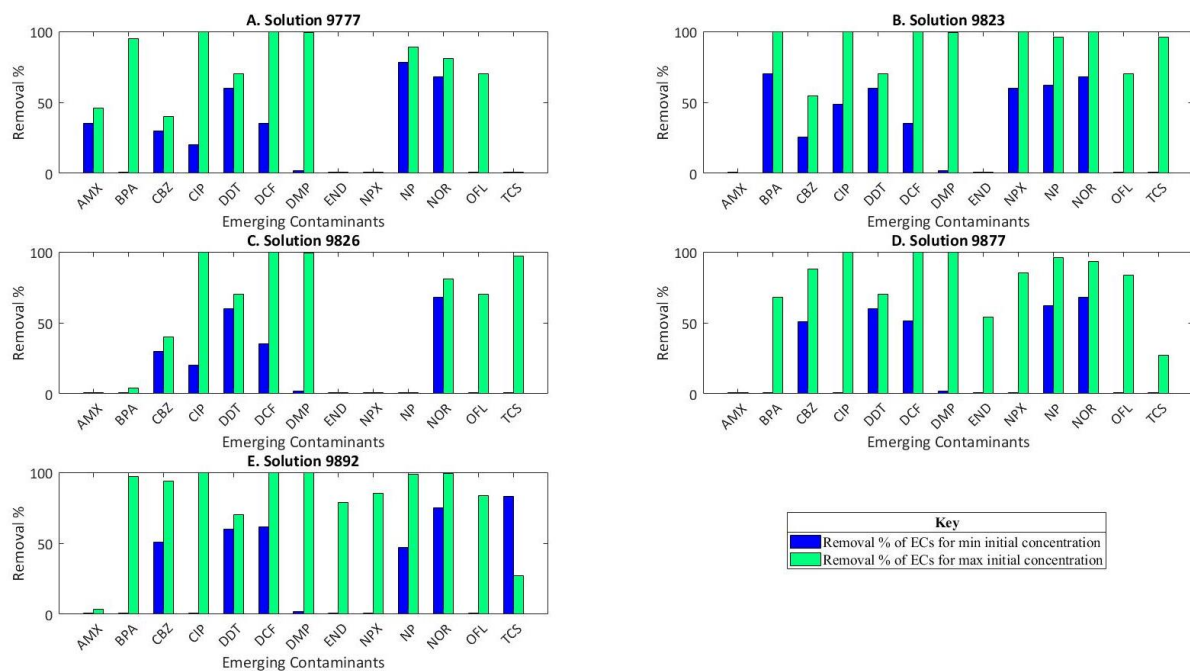 A. Solution 9777
Removal %
100
50
0
AMX
BPA
CBZ
CIP
DDT
DCF
DMP
END
NPX
NP
NOR
OFL
TCS
Emerging Contaminants
B. Solution 9823
Removal %
100
50
0
AMX
BPA
CBZ
CIP
DDT
DCF
DMP
END
NPX
NP
NOR
OFL
TCS
Emerging Contaminants
C. Solution 9826
Removal %
100
50
0
AMX
BPA
CBZ
CIP
DDT
DCF
DMP
END
NPX
NP
NOR
OFL
TCS
Emerging Contaminants
D. Solution 9877
Removal %
100
50
0
AMX
BPA
CBZ
CIP
DDT
DCF
DMP
END
NPX
NP
NOR
OFL
TCS
Emerging Contaminants
E. Solution 9892
Removal %
100
50
0
AMX
BPA
CBZ
CIP
DDT
DCF
DMP
END
NPX
NP
NOR
OFL
TCS
Emerging Contaminants
Key
Removal % of ECs for min initial concentration
Removal % of ECs for max initial concentration